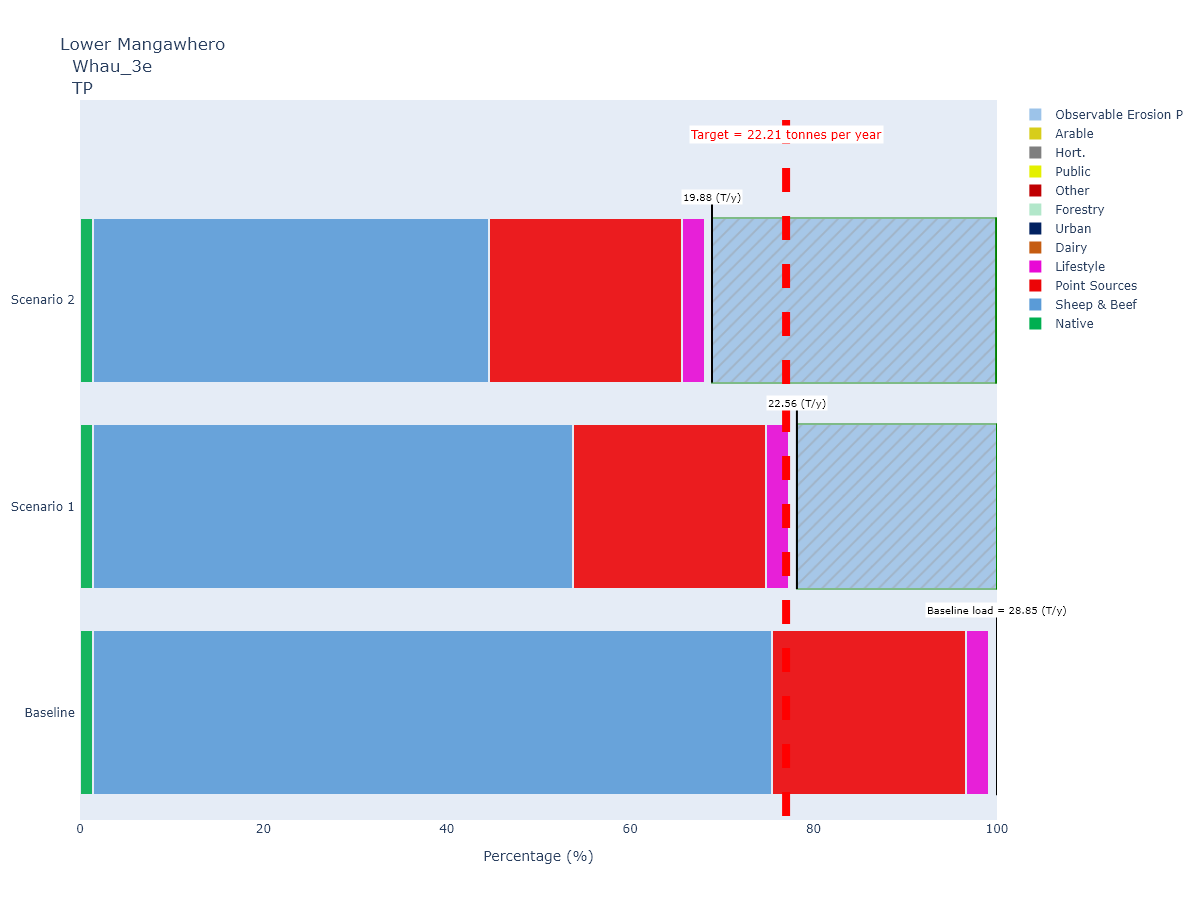 Lower Mangawhero
Whau_3e
TP
Target = 22.21 tonnes per year
19.88 (T/y)
Scenario 2
22.56 (T/y)
Scenario 1
Baseline load = 28.85 (T/y)
Baseline
0 20 40 60 80 100
Percentage (%)
Observable Erosion P
Arable
Hort.
Public
Other
Forestry
Urban
Dairy
Lifestyle
Point Sources
Sheep & Beef
Native